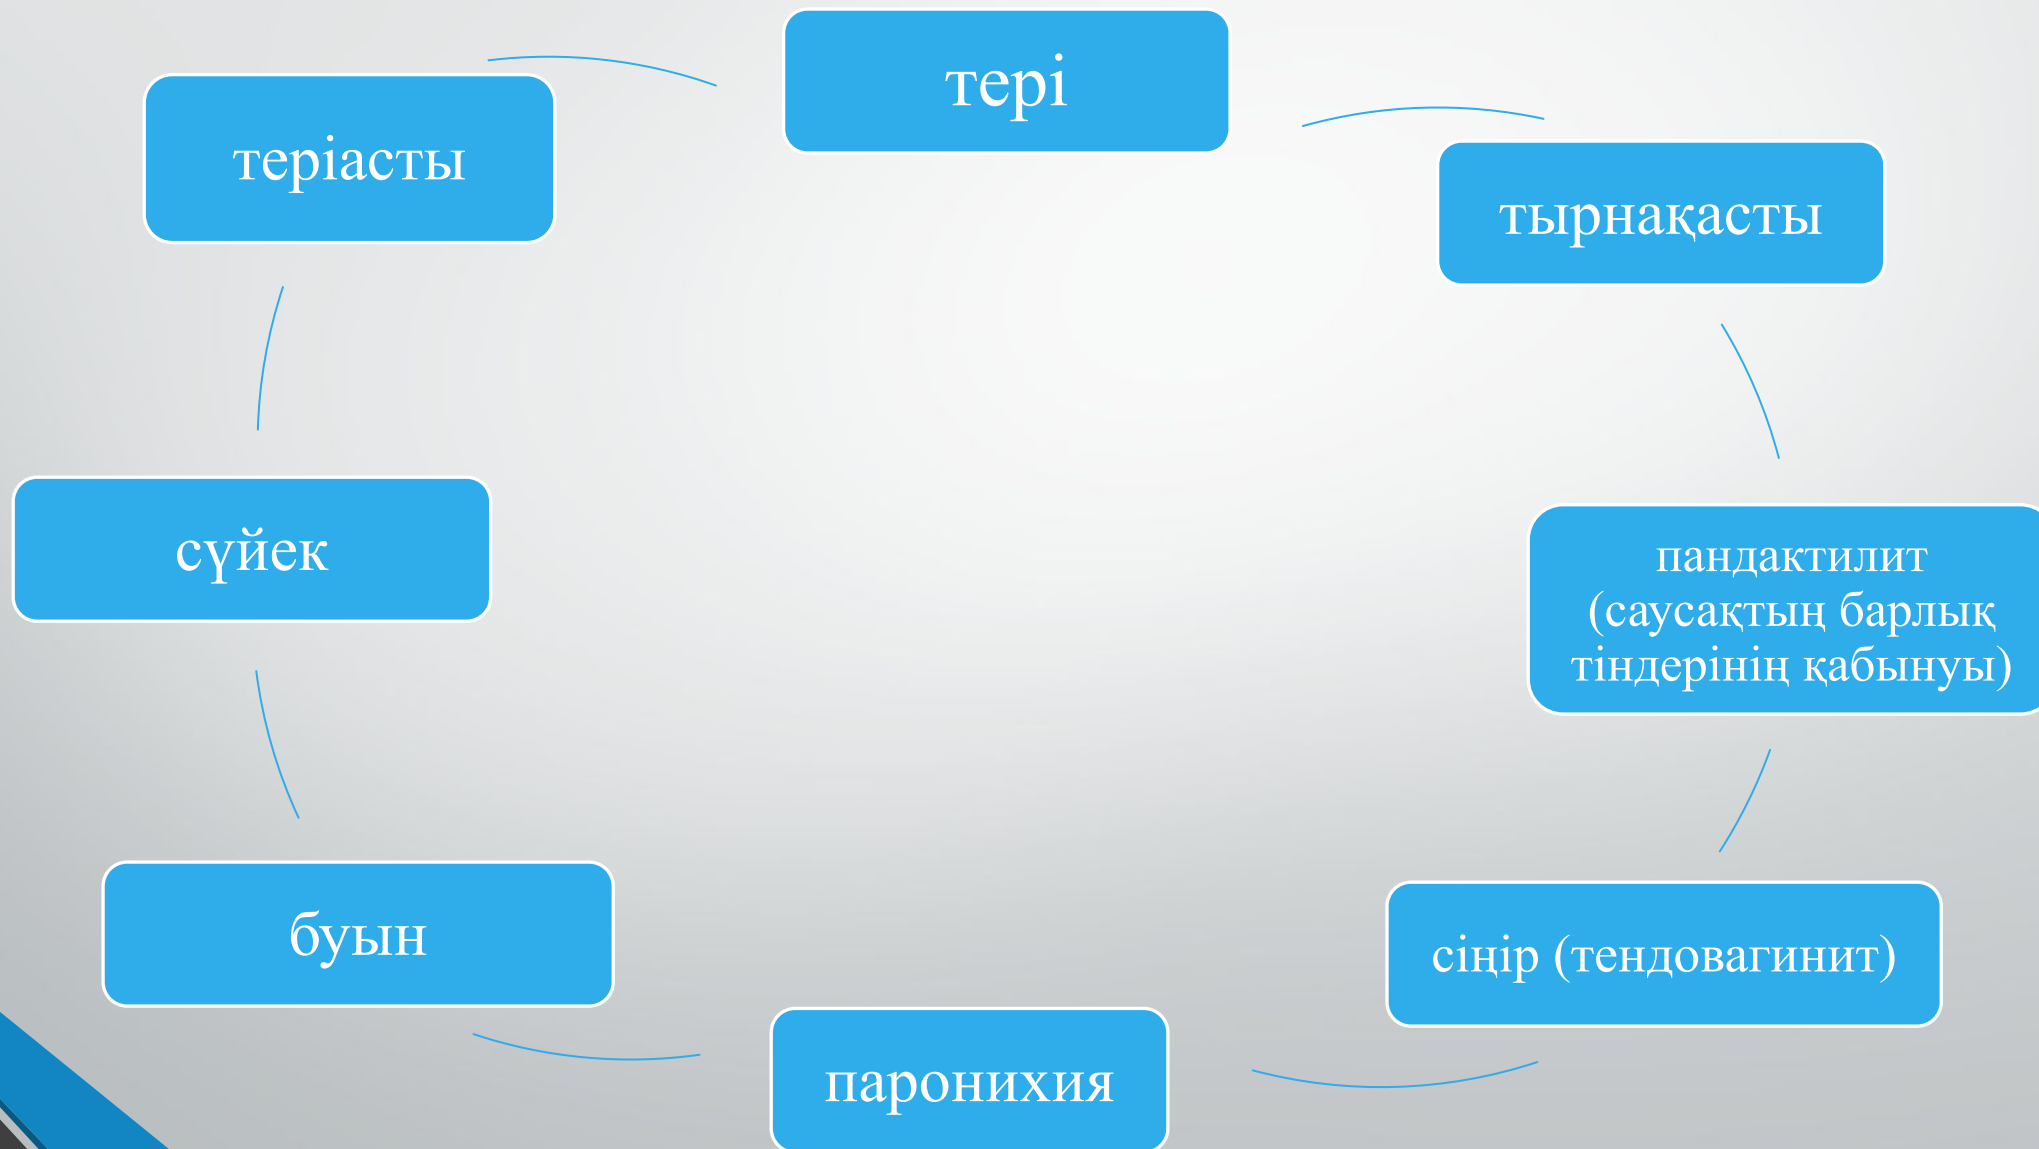 тері
тырнақасты
пандактилит
(саусақтың барлық
тіндерінің қабынуы)
сіңір (тендовагинит)
паронихия
буын
сүйек
теріасты